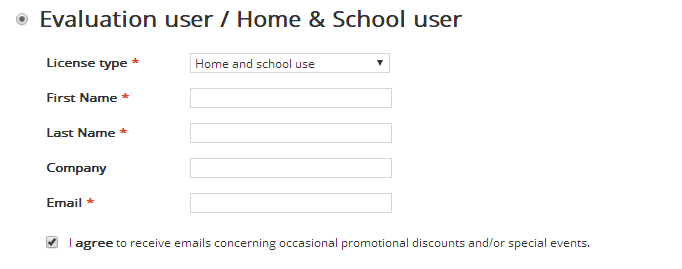 Evaluation user / Home & School user
License type *
Home and school use
First Name *
Last Name *
Company
Email *
I agree to receive emails concerning occasional promotional discounts and/or special events.